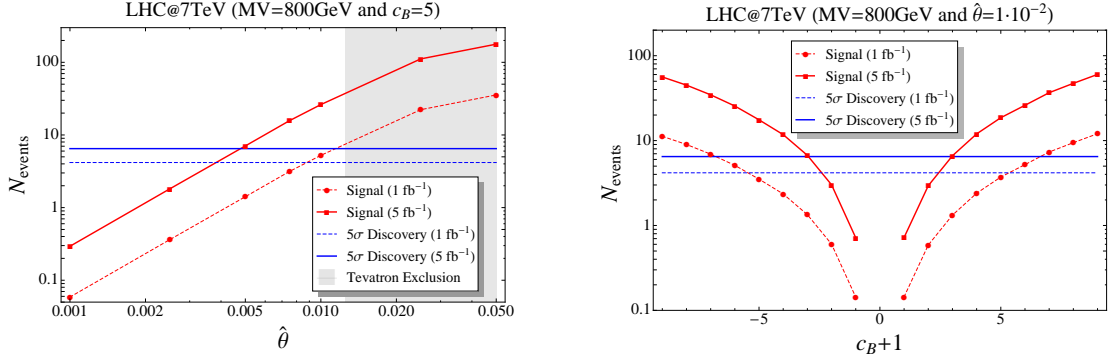 LHC@7TeV (MV=800GeV and c_B=5)
N_events
100
10
1
0.1
Signal (1 fb⁻¹)
Signal (5 fb⁻¹)
5σ Discovery (1 fb⁻¹)
5σ Discovery (5 fb⁻¹)
Tevatron Exclusion
0.001 0.002 0.005 0.010 0.020 0.050
θ̂
LHC@7TeV (MV=800GeV and θ̂=1·10⁻²)
N_events
100
10
1
0.1
Signal (1 fb⁻¹)
Signal (5 fb⁻¹)
5σ Discovery (1 fb⁻¹)
5σ Discovery (5 fb⁻¹)
−5 0 5
c_B+1